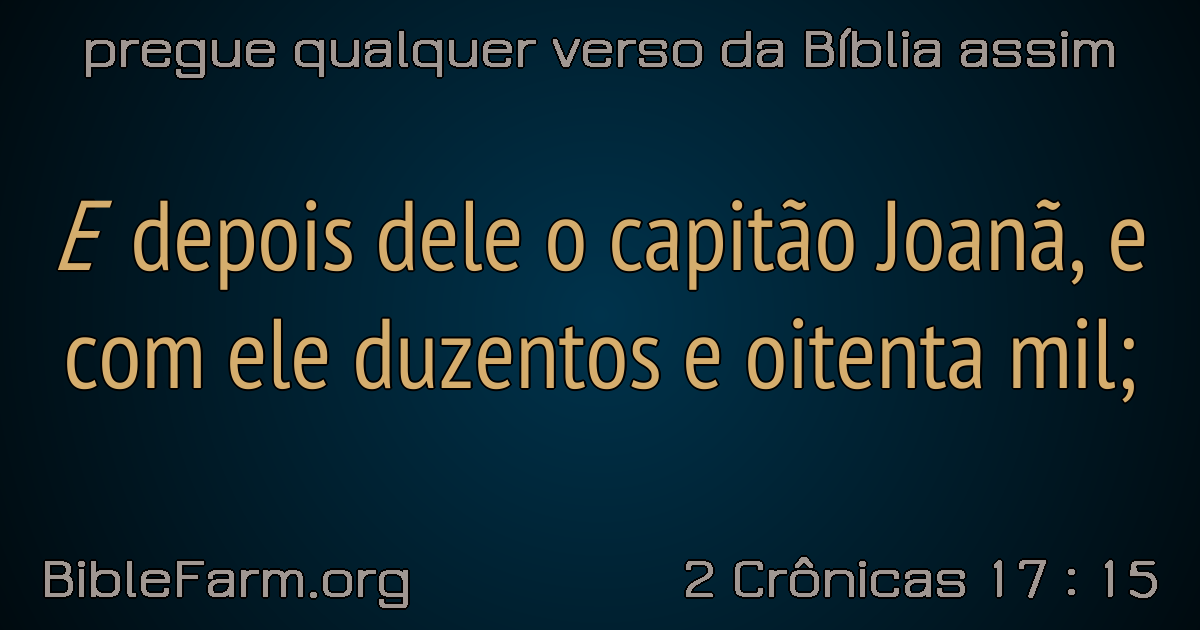 pregue qualquer verso da Bíblia assim
E depois dele o capitão Joanã, e
com ele duzentos e oitenta mil;
BibleFarm.org
2 Crônicas 17 : 15